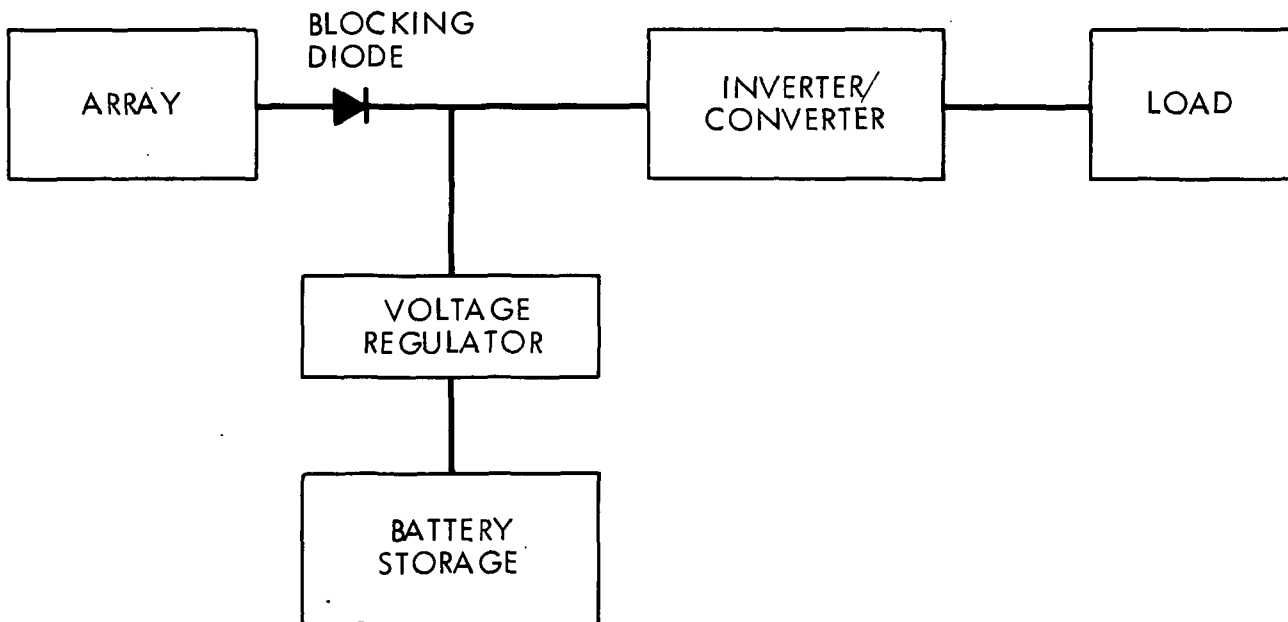 BLOCKING
DIODE
ARRAY
INVERTER/
CONVERTER
LOAD
VOLTAGE
REGULATOR
BATTERY
STORAGE